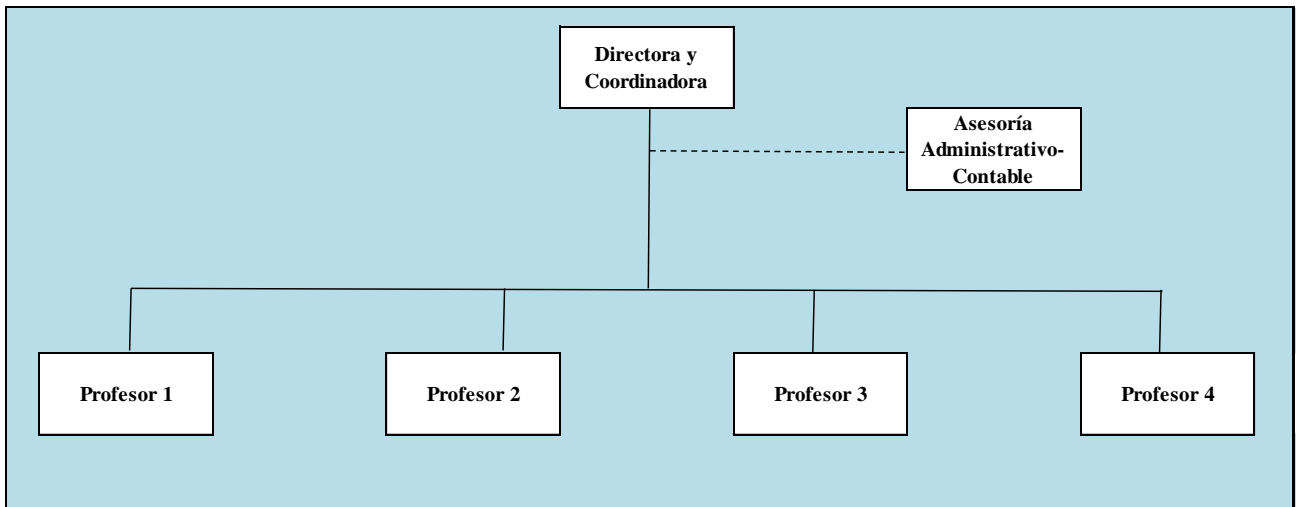 Directora y
Coordinadora
Asesoría
Administrativo-
Contable
Profesor 1
Profesor 2
Profesor 3
Profesor 4